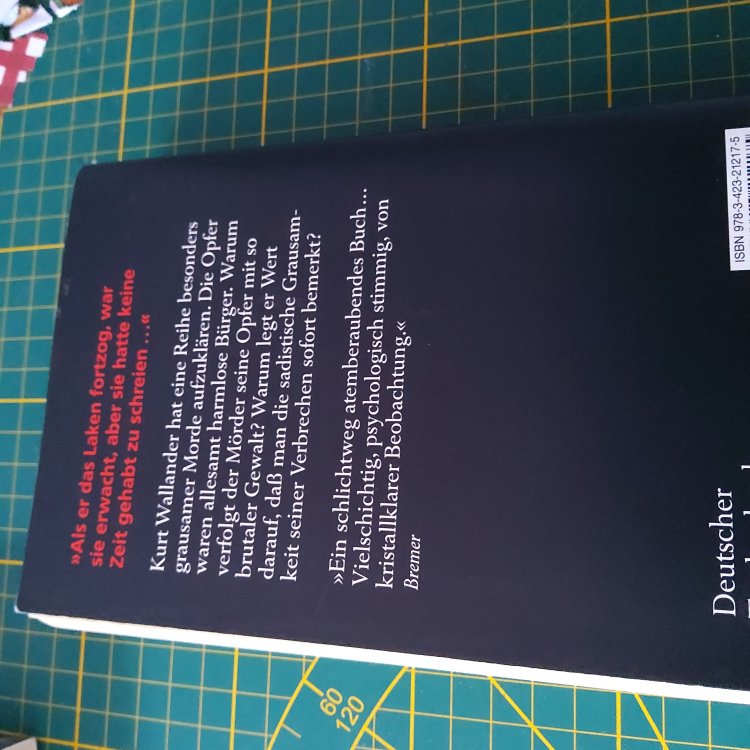 »Als er das Laken fortzog, war
sie erwacht, aber sie hatte keine
Zeit gehabt zu schreien ...«
Kurt Wallander hat eine Reihe besonders
grausamer Morde aufzuklären. Die Opfer
waren allesamt harmlose Bürger. Warum
verfolgt der Mörder seine Opfer mit so
brutaler Gewalt? Warum legt er Wert
darauf, daß man die sadistische Grausam-
keit seiner Verbrechen sofort bemerkt?
»Ein schlichtweg atemberaubendes Buch...
Vielschichtig, psychologisch stimmig, von
kristallklarer Beobachtung.«
Bremer
Deutscher
ISBN 978-3-423-21217-5
60
120